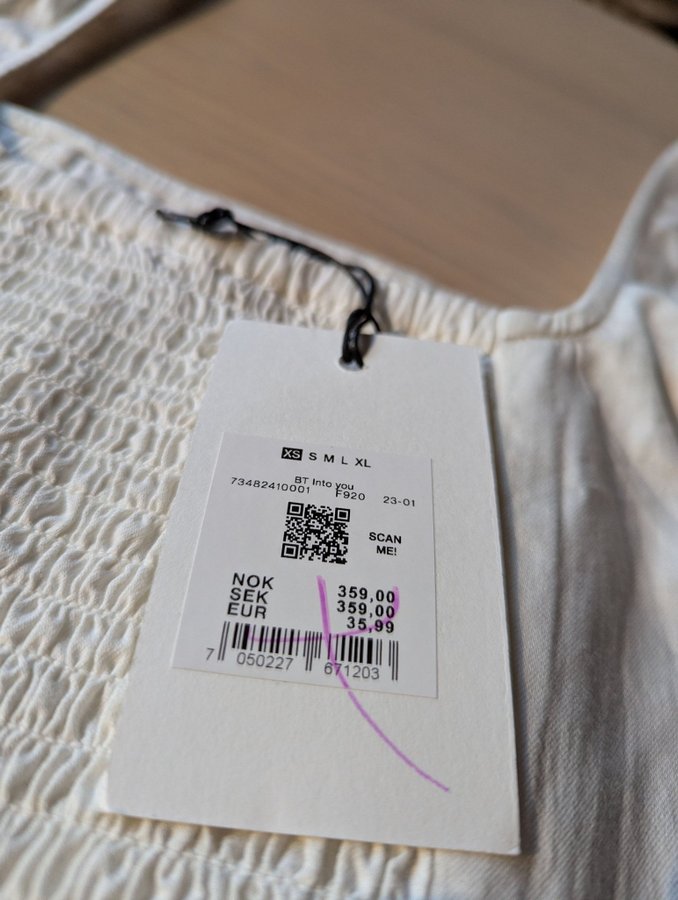 XS S M L XL
BT Into you
73482410001 F920 23-01
SCAN
ME!
NOK 359,00
SEK 359,00
EUR 35,99
7 050227 671203